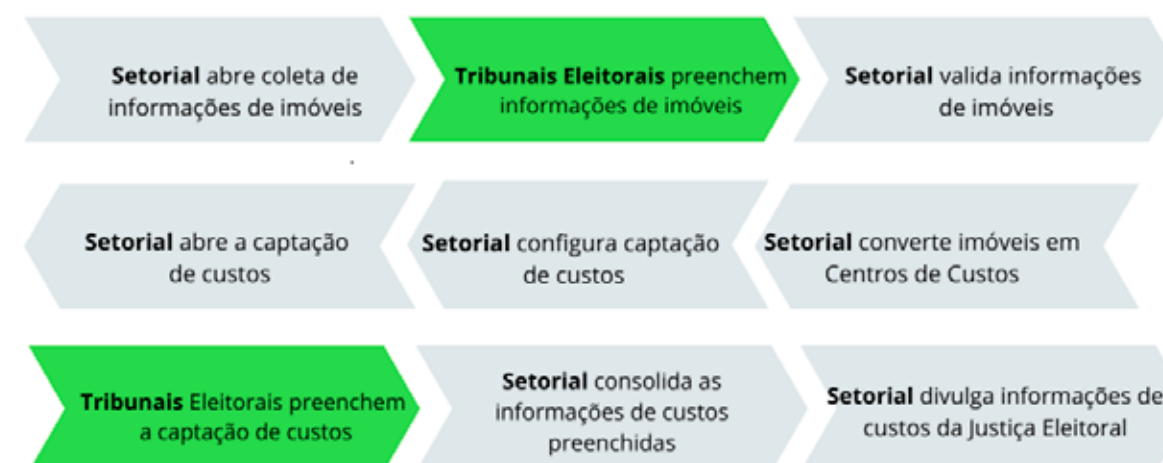 Setorial abre coleta de
informações de imóveis
Tribunais Eleitorais preenchem
informações de imóveis
Setorial valida informações
de imóveis
Setorial abre a captação
de custos
Setorial configura captação
de custos
Setorial converte imóveis em
Centros de Custos
Tribunais Eleitorais preenchem
a captação de custos
Setorial consolida as
informações de custos
preenchidas
Setorial divulga informações de
custos da Justiça Eleitoral